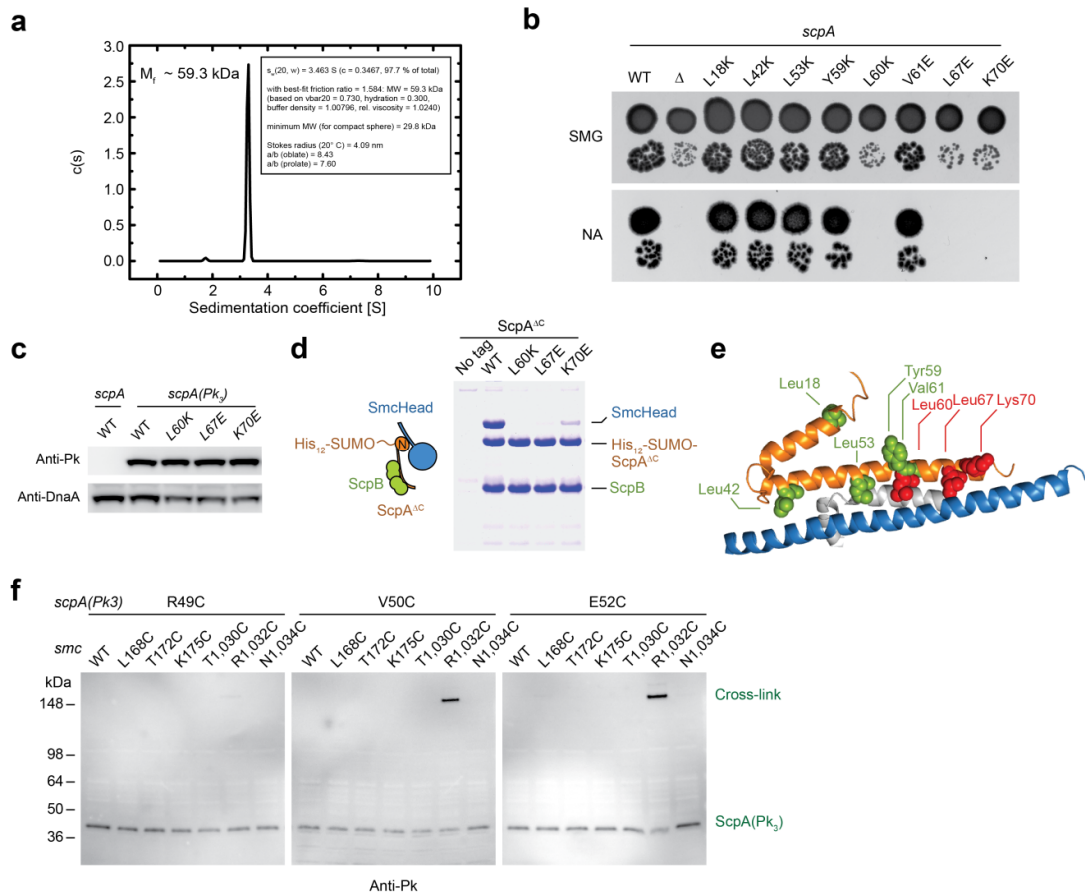 a
M_f ~ 59.3 kDa
s_w(20, w) = 3.463 S (c = 0.3467, 97.7 % of total)
with best-fit friction ratio = 1.584: MW = 59.3 kDa
(based on vbar20 = 0.730, hydration = 0.300,
buffer density = 1.00796, rel. viscosity = 1.0240)
minimum MW (for compact sphere) = 29.8 kDa
Stokes radius (20° C) = 4.09 nm
a/b (oblate) = 8.43
a/b (prolate) = 7.60
c(s)
3.0
2.5
2.0
1.5
1.0
0.5
0.0
0 2 4 6 8 10
Sedimentation coefficient [S]
b
scpA
WT Δ L18K L42K L53K Y59K L60K V61E L67E K70E
SMG
NA
c
scpA scpA(Pk3)
WT WT L60K L67E K70E
Anti-Pk
Anti-DnaA
d
ScpA^ΔC
No tag WT L60K L67E K70E
SmcHead
His12-SUMO
N
ScpB
ScpA^ΔC
SmcHead
His12-SUMO-
ScpA^ΔC
ScpB
e
Leu18
Tyr59
Val61
Leu60 Leu67 Lys70
Leu53
Leu42
f
scpA(Pk3) R49C V50C E52C
smc WT L168C T172C K175C T1,030C R1,032C N1,034C WT L168C T172C K175C T1,030C R1,032C N1,034C WT L168C T172C K175C T1,030C R1,032C N1,034C
kDa
148
98
64
50
36
Cross-link
ScpA(Pk3)
Anti-Pk